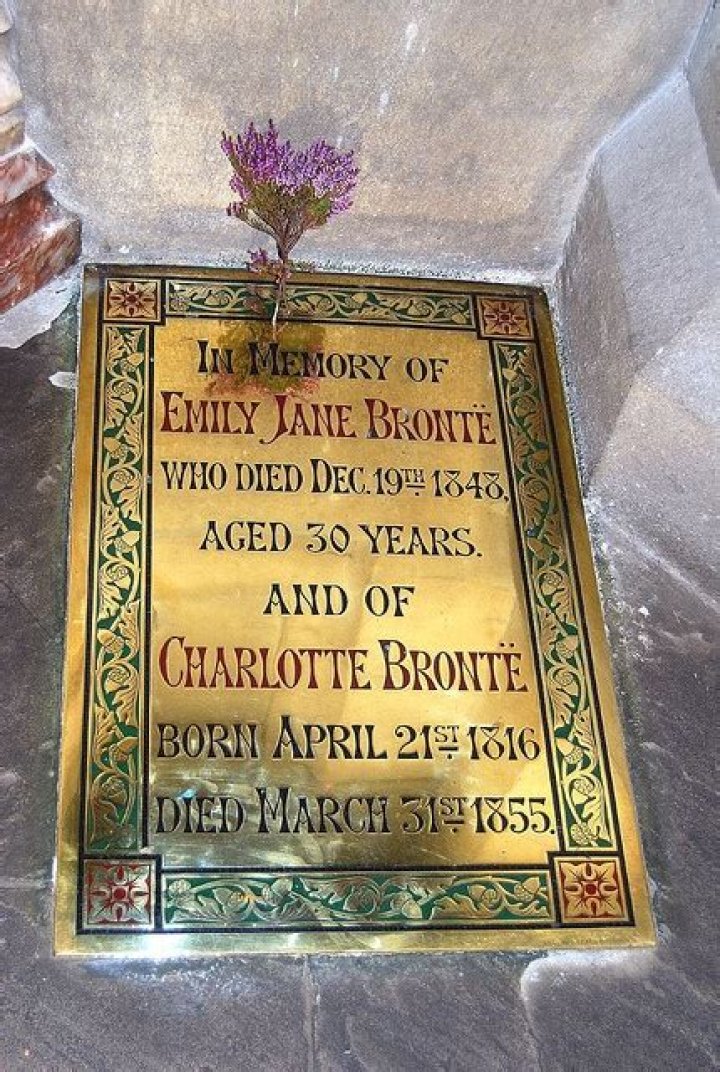 In Memory of
Emily Jane Brontë
who died Dec. 19th 1848,
aged 30 years.
and of
Charlotte Brontë
born April 21st 1816
died March 31st 1855.